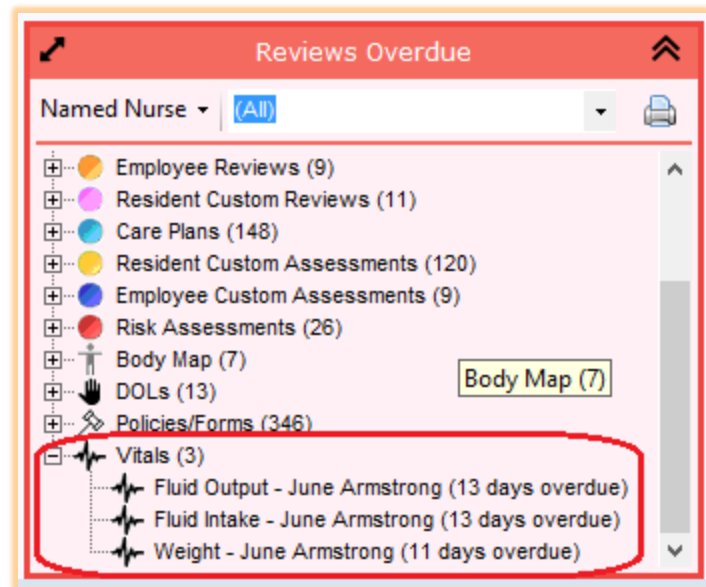 Reviews Overdue
Named Nurse (All)
Employee Reviews (9)
Resident Custom Reviews (11)
Care Plans (148)
Resident Custom Assessments (120)
Employee Custom Assessments (9)
Risk Assessments (26)
Body Map (7)
Body Map (7)
DOLs (13)
Policies/Forms (346)
Vitals (3)
Fluid Output - June Armstrong (13 days overdue)
Fluid Intake - June Armstrong (13 days overdue)
Weight - June Armstrong (11 days overdue)